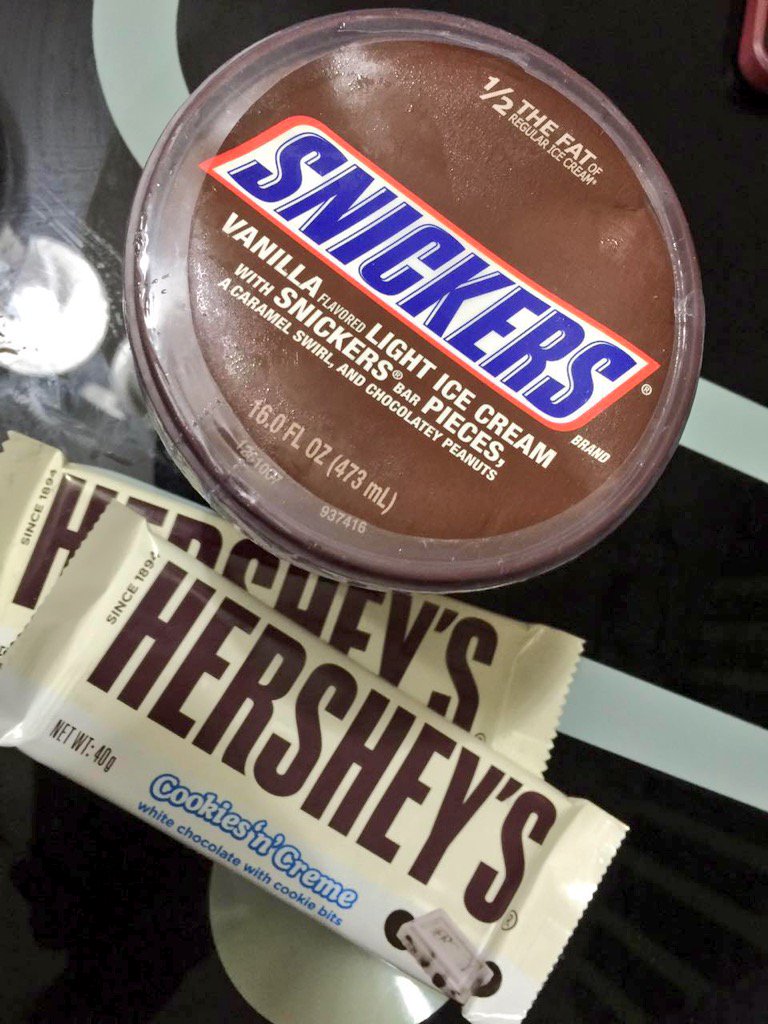 1/2 THE FAT OF
REGULAR ICE CREAM*
SNICKERS®
BRAND
VANILLA FLAVORED LIGHT ICE CREAM
WITH SNICKERS® BAR PIECES,
A CARAMEL SWIRL, AND CHOCOLATEY PEANUTS
16.0 FL OZ (473 mL)
937416
SINCE 1894
HERSHEY'S
SINCE 1894
HERSHEY'S®
NET WT: 40g
Cookies 'n' Creme
white chocolate with cookie bits